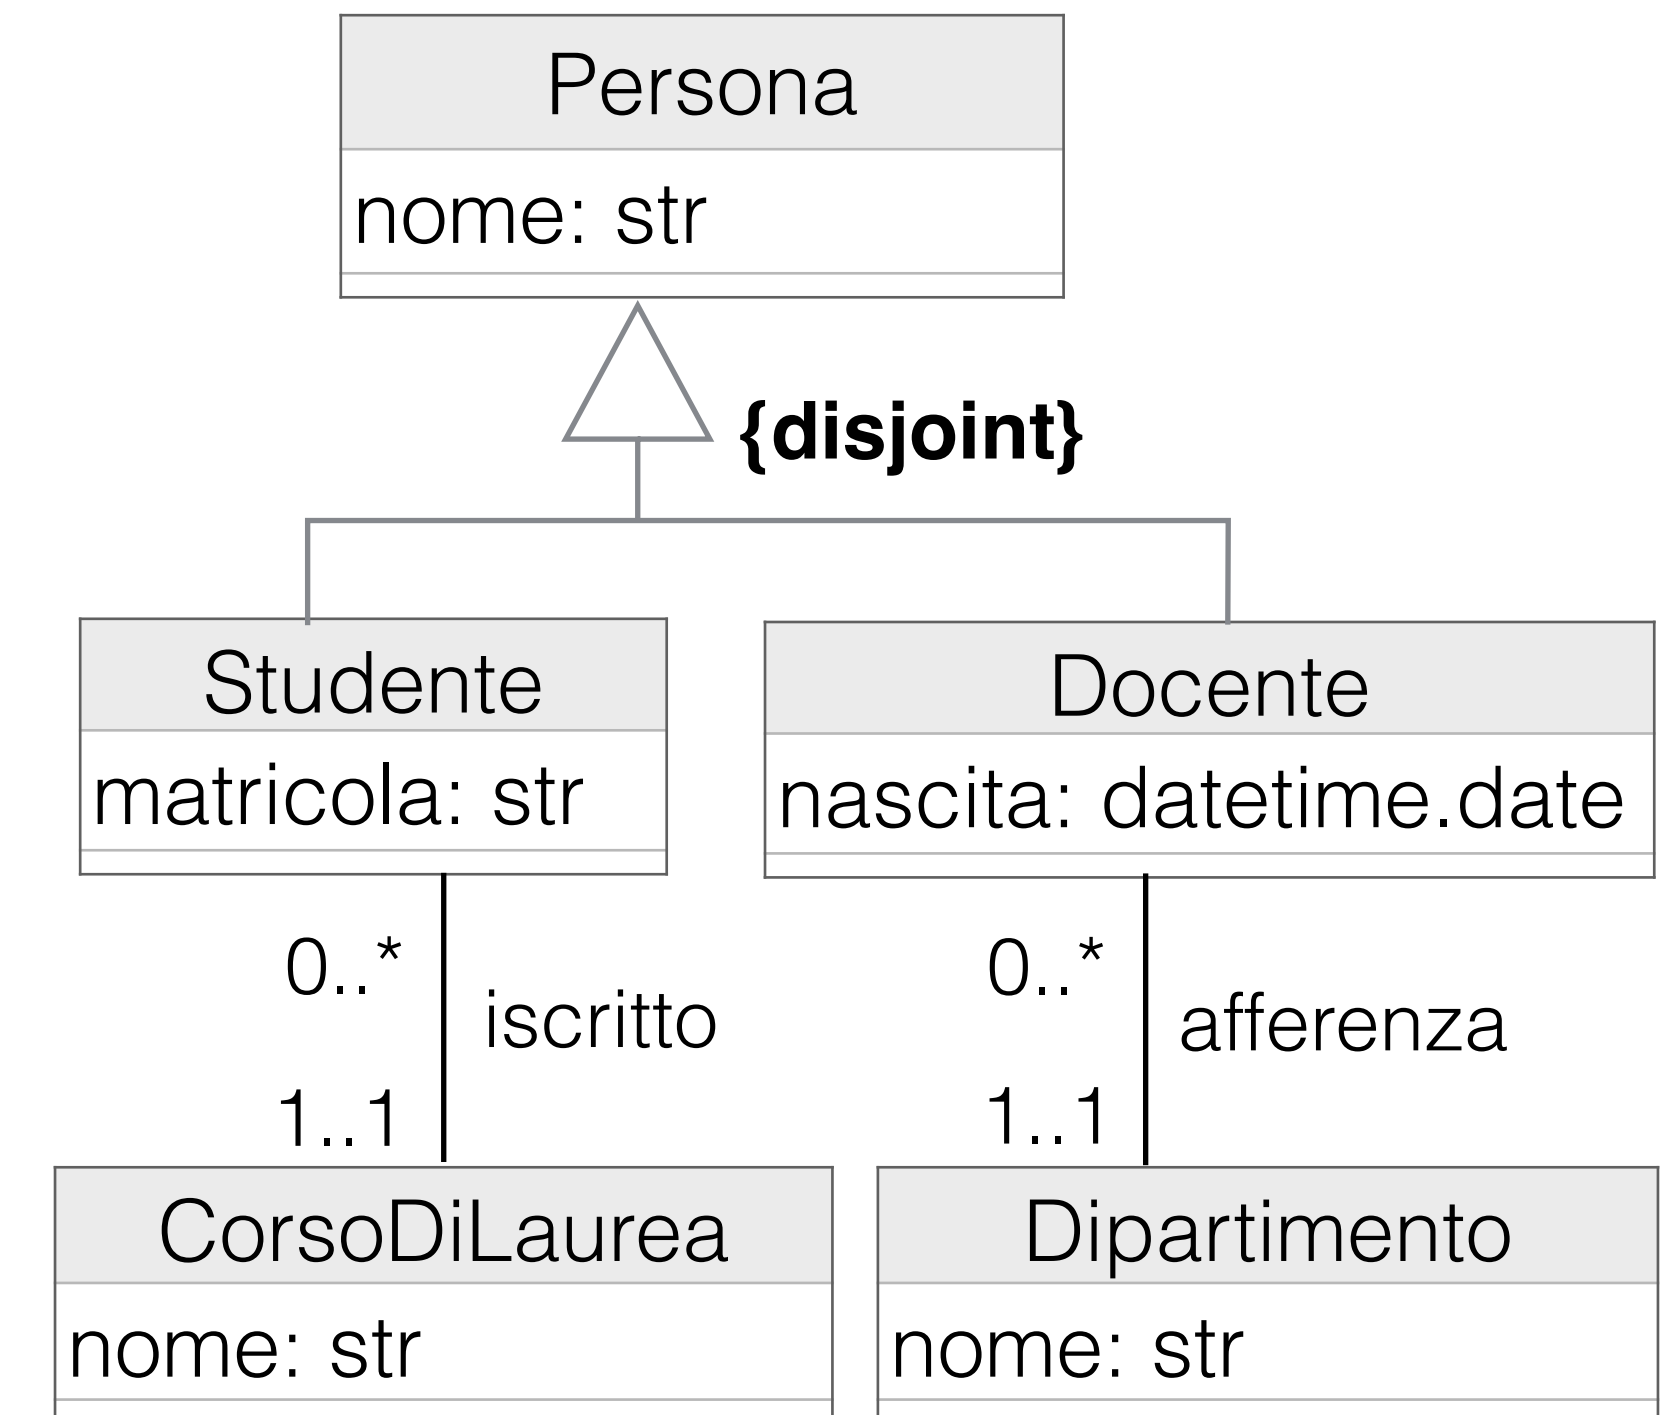 Persona
nome: str
{disjoint}
Studente
matricola: str
Docente
nascita: datetime.date
0..*
iscritto
1..1
0..*
afferenza
1..1
CorsoDiLaurea
nome: str
Dipartimento
nome: str